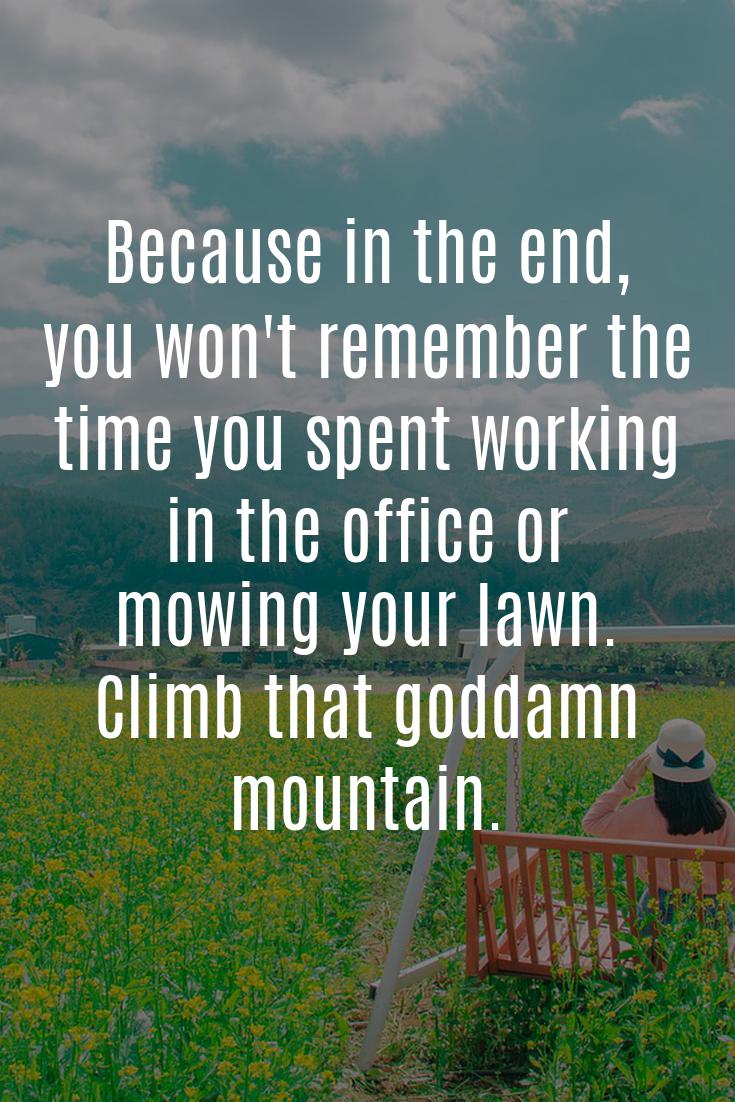 Because in the end,
you won't remember the
time you spent working
in the office or
mowing your lawn.
Climb that goddamn
mountain.